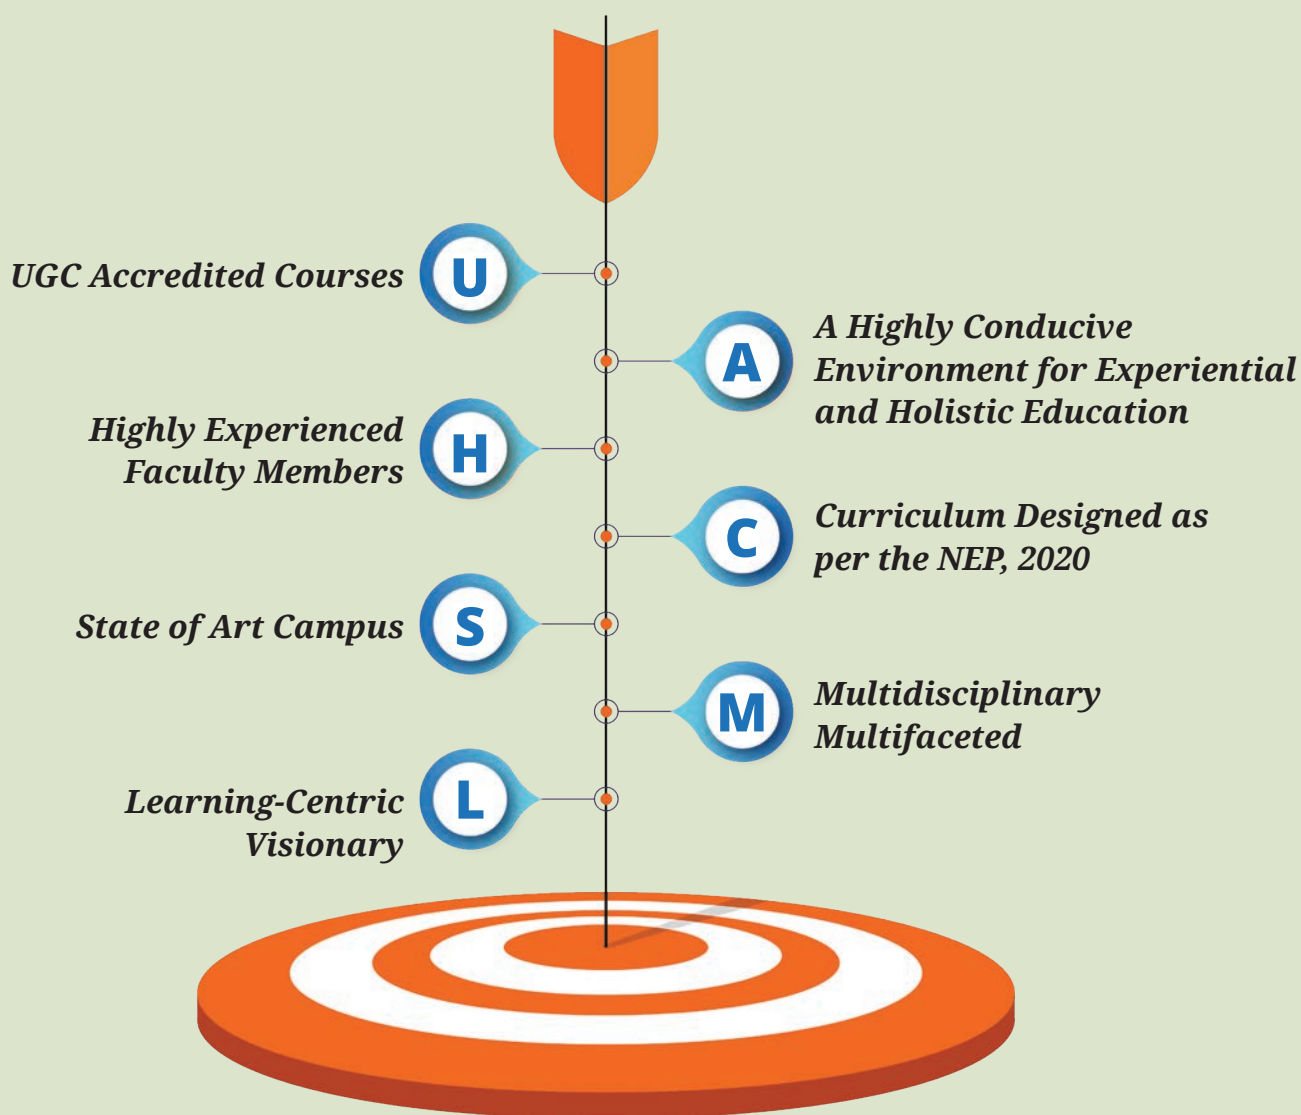 UGC Accredited Courses
U
A
A Highly Conducive
Environment for Experiential
and Holistic Education
Highly Experienced
Faculty Members
H
C
Curriculum Designed as
per the NEP, 2020
State of Art Campus
S
M
Multidisciplinary
Multifaceted
Learning-Centric
Visionary
L